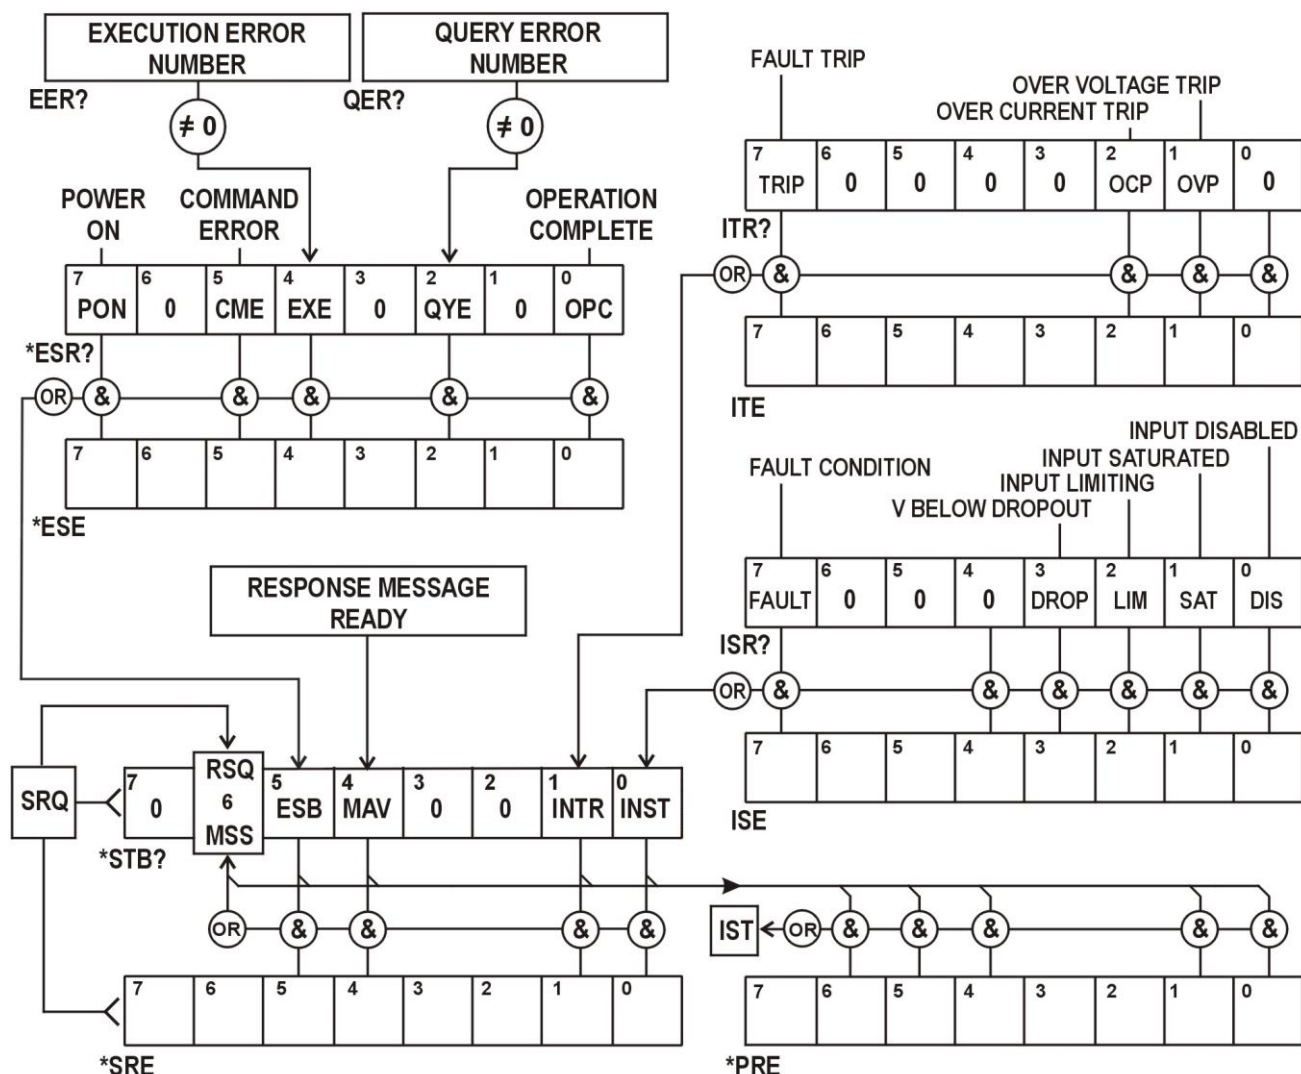 EXECUTION ERROR
NUMBER
QUERY ERROR
NUMBER
EER?
QER?
≠ 0
≠ 0
POWER
ON
COMMAND
ERROR
OPERATION
COMPLETE
7 6 5 4 3 2 1 0
PON 0 CME EXE 0 QYE 0 OPC
*ESR?
OR & & & & &
7 6 5 4 3 2 1 0
*ESE
FAULT TRIP
OVER VOLTAGE TRIP
OVER CURRENT TRIP
7 6 5 4 3 2 1 0
TRIP 0 0 0 0 OCP OVP 0
ITR?
OR & & & &
7 6 5 4 3 2 1 0
ITE
INPUT DISABLED
INPUT SATURATED
FAULT CONDITION
INPUT LIMITING
V BELOW DROPOUT
7 6 5 4 3 2 1 0
FAULT 0 0 0 DROP LIM SAT DIS
ISR?
OR & & & & & &
7 6 5 4 3 2 1 0
ISE
RESPONSE MESSAGE
READY
SRQ
7 RSQ 5 4 3 2 1 0
0 6 ESB MAV 0 0 INTR INST
MSS
*STB?
OR & & & &
7 6 5 4 3 2 1 0
*SRE
IST OR & & & & &
7 6 5 4 3 2 1 0
*PRE